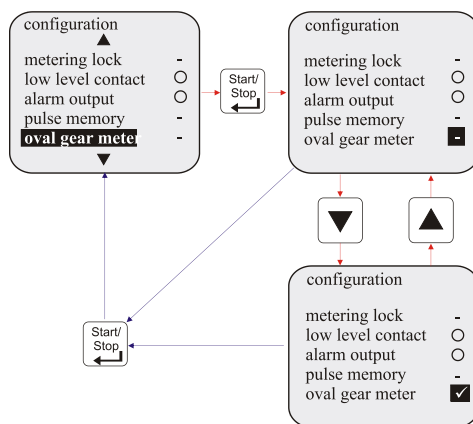 configuration
▲
metering lock -
low level contact ○
alarm output ○
pulse memory -
oval gear meter -
▼
Start/
Stop
configuration
metering lock -
low level contact ○
alarm output ○
pulse memory -
oval gear meter -
▼
▲
configuration
metering lock -
low level contact ○
alarm output ○
pulse memory -
oval gear meter ✓
Start/
Stop